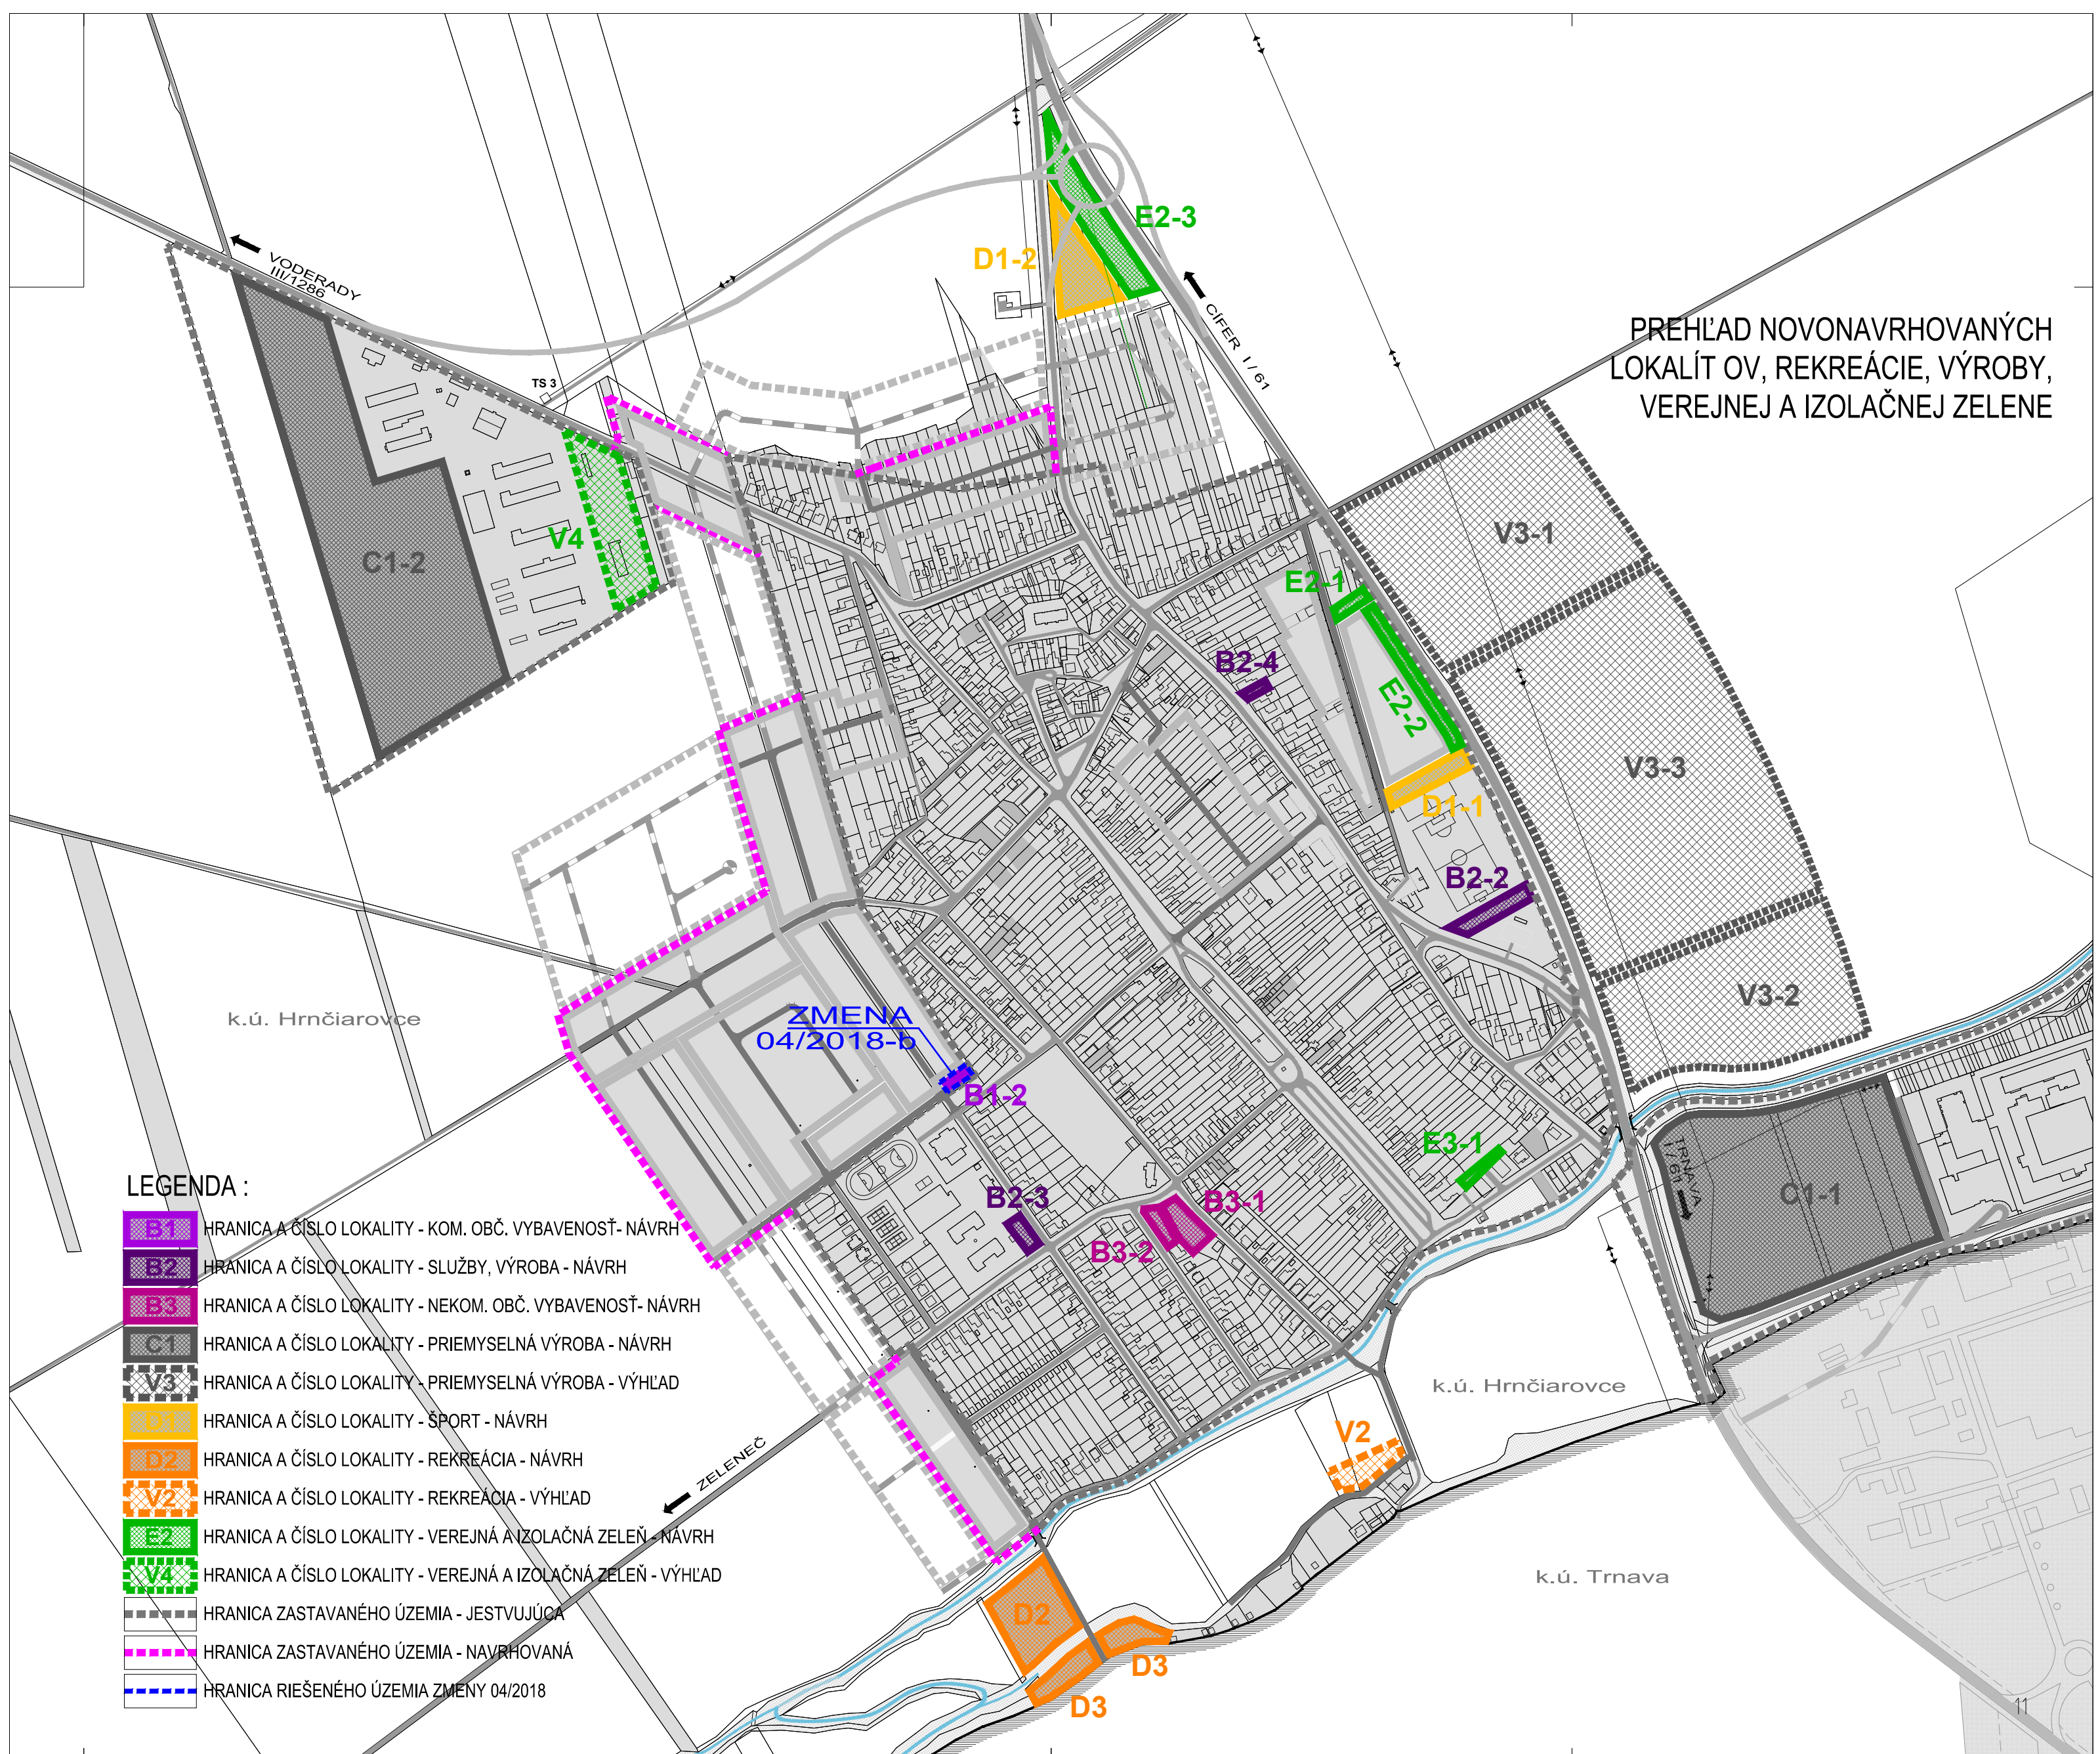 E2-3
D1-2
VODERADY
III/1286
CÍFER I / 61
PREHĽAD NOVONAVRHOVANÝCH
LOKALÍT OV, REKREÁCIE, VÝROBY,
VEREJNEJ A IZOLAČNEJ ZELENE
TS 3
V4
C1-2
V3-1
E2-1
B2-4
E2-2
V3-3
D1-1
B2-2
V3-2
k.ú. Hrnčiarovce
ZMENA
04/2018-b
B1-2
E3-1
TRNAVA
I / 61
C1-1
B2-3
B3-1
B3-2
LEGENDA :
B1 HRANICA A ČÍSLO LOKALITY - KOM. OBČ. VYBAVENOSŤ- NÁVRH
B2 HRANICA A ČÍSLO LOKALITY - SLUŽBY, VÝROBA - NÁVRH
B3 HRANICA A ČÍSLO LOKALITY - NEKOM. OBČ. VYBAVENOSŤ- NÁVRH
C1 HRANICA A ČÍSLO LOKALITY - PRIEMYSELNÁ VÝROBA - NÁVRH
V3 HRANICA A ČÍSLO LOKALITY - PRIEMYSELNÁ VÝROBA - VÝHĽAD
D1 HRANICA A ČÍSLO LOKALITY - ŠPORT - NÁVRH
D2 HRANICA A ČÍSLO LOKALITY - REKREÁCIA - NÁVRH
V2 HRANICA A ČÍSLO LOKALITY - REKREÁCIA - VÝHĽAD
E2 HRANICA A ČÍSLO LOKALITY - VEREJNÁ A IZOLAČNÁ ZELEŇ - NÁVRH
V4 HRANICA A ČÍSLO LOKALITY - VEREJNÁ A IZOLAČNÁ ZELEŇ - VÝHĽAD
HRANICA ZASTAVANÉHO ÚZEMIA - JESTVUJÚCA
HRANICA ZASTAVANÉHO ÚZEMIA - NAVRHOVANÁ
HRANICA RIEŠENÉHO ÚZEMIA ZMENY 04/2018
k.ú. Hrnčiarovce
V2
ZELENEČ
k.ú. Trnava
D2
D3
D3
11